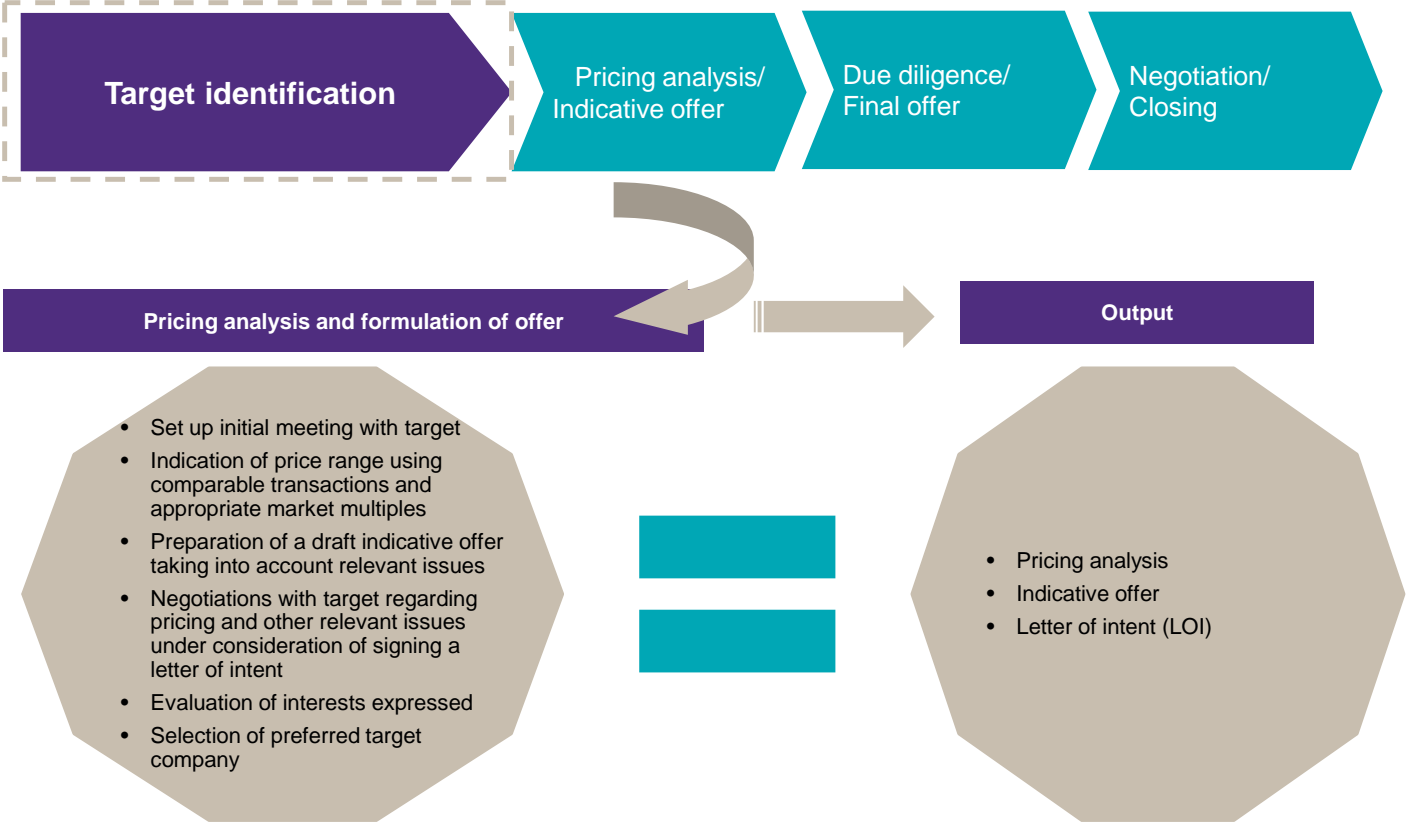 Target identification
Pricing analysis/
Indicative offer
Due diligence/
Final offer
Negotiation/
Closing
Pricing analysis and formulation of offer
Output
• Set up initial meeting with target
• Indication of price range using
comparable transactions and
appropriate market multiples
• Preparation of a draft indicative offer
taking into account relevant issues
• Negotiations with target regarding
pricing and other relevant issues
under consideration of signing a
letter of intent
• Evaluation of interests expressed
• Selection of preferred target
company
• Pricing analysis
• Indicative offer
• Letter of intent (LOI)